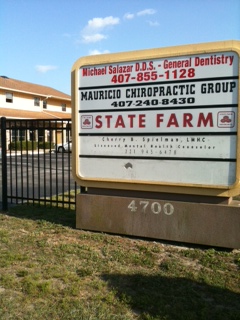 Michael Salazar D.D.S. - General Dentistry
407-855-1128
MAURICIO CHIROPRACTIC GROUP
407-240-8430
STATE FARM
Cherry B. Spielman, LMHC
Licensed Mental Health Counselor
4700